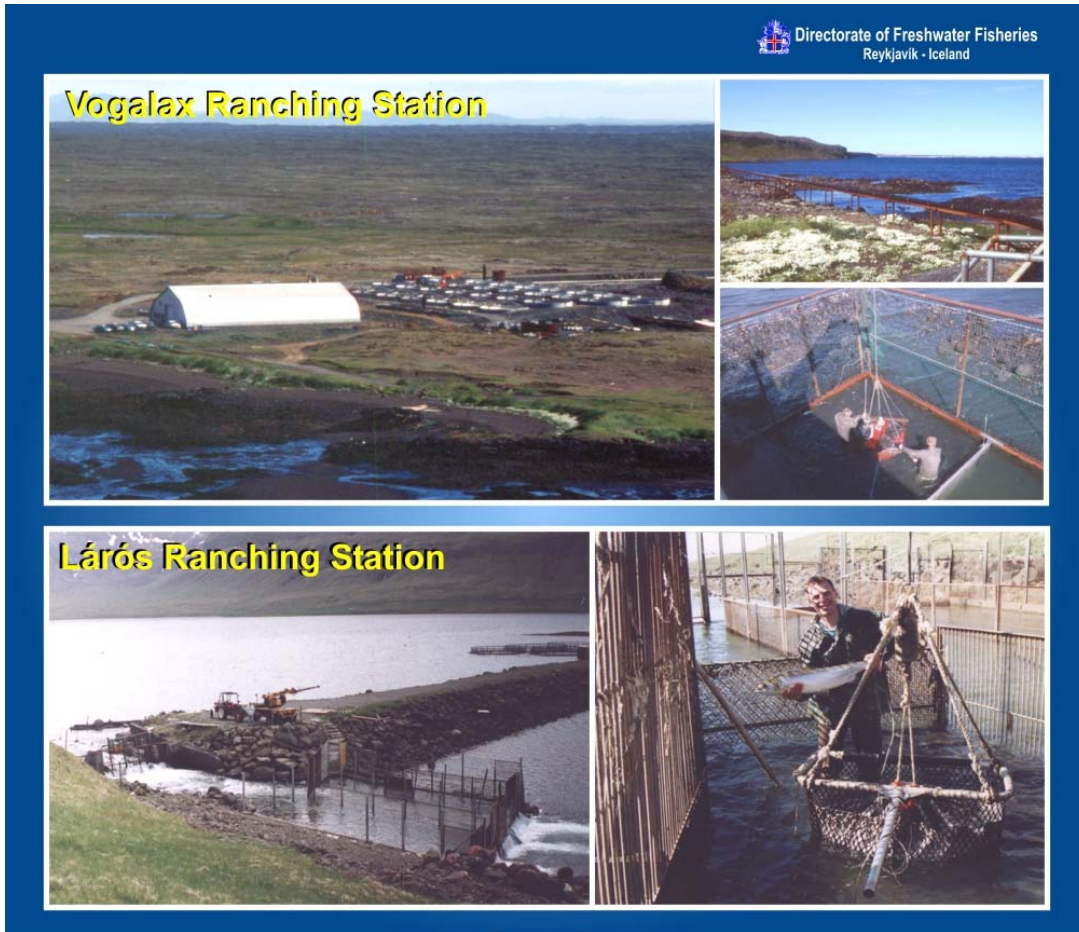 Directorate of Freshwater Fisheries
Reykjavík - Iceland
Vogalax Ranching Station
Lárós Ranching Station